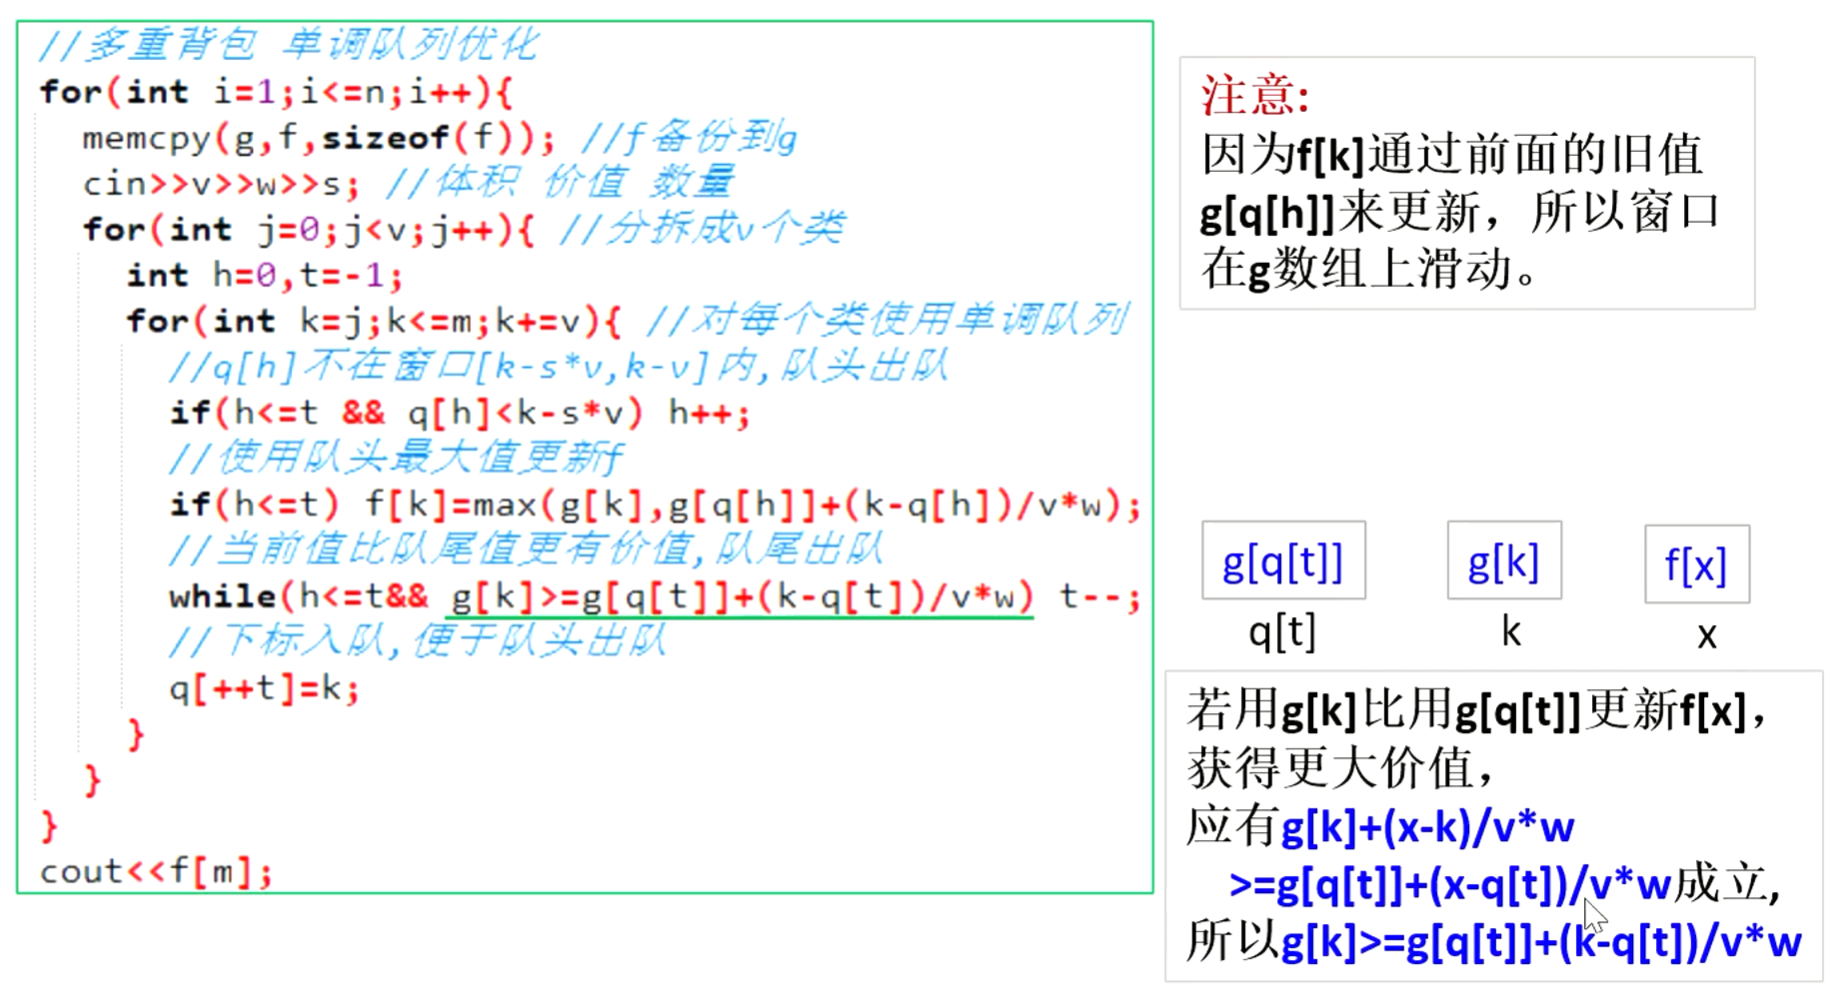 //多重背包 单调队列优化
for(int i=1;i<=n;i++){
memcpy(g,f,sizeof(f)); //f备份到g
cin>>v>>w>>s; //体积 价值 数量
for(int j=0;j<v;j++){ //分拆成v个类
int h=0,t=-1;
for(int k=j;k<=m;k+=v){ //对每个类使用单调队列
//q[h]不在窗口[k-s*v,k-v]内,队头出队
if(h<=t && q[h]<k-s*v) h++;
//使用队头最大值更新f
if(h<=t) f[k]=max(g[k],g[q[h]]+(k-q[h])/v*w);
//当前值比队尾值更有价值,队尾出队
while(h<=t&& g[k]>=g[q[t]]+(k-q[t])/v*w) t--;
//下标入队,便于队头出队
q[++t]=k;
}
}
}
cout<<f[m];
注意:
因为f[k]通过前面的旧值
g[q[h]]来更新，所以窗口
在g数组上滑动。
g[q[t]] g[k] f[x]
q[t] k x
若用g[k]比用g[q[t]]更新f[x]，
获得更大价值，
应有g[k]+(x-k)/v*w
>=g[q[t]]+(x-q[t])/v*w成立,
所以g[k]>=g[q[t]]+(k-q[t])/v*w